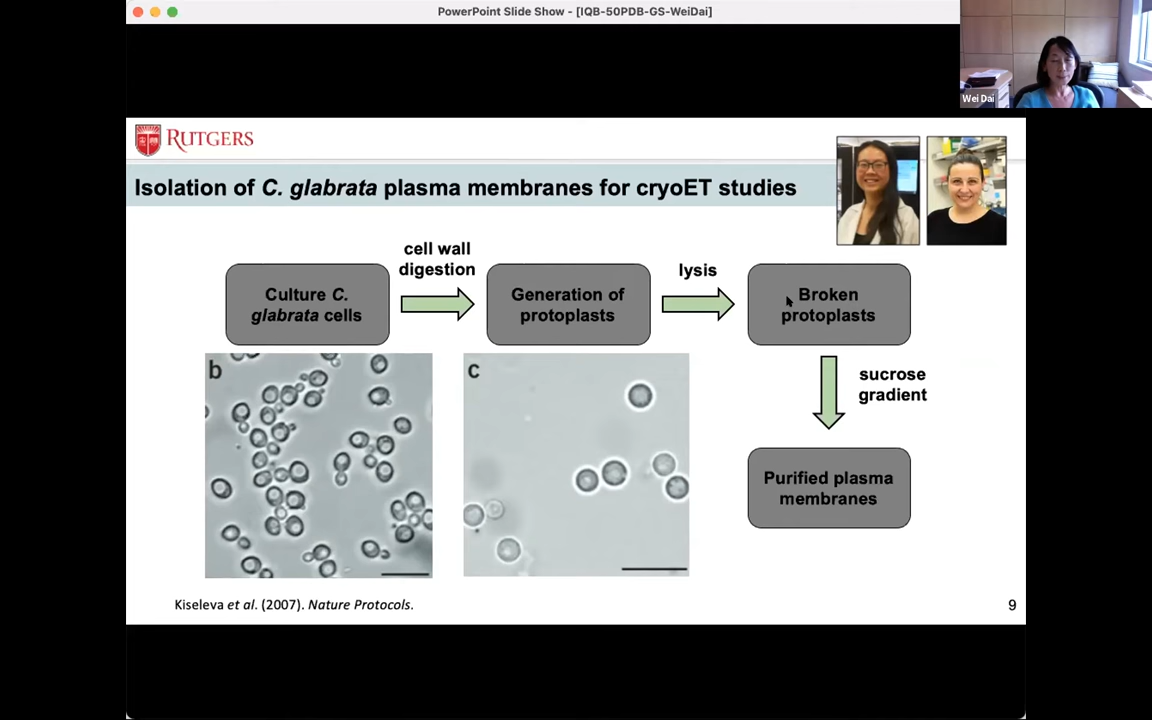 PowerPoint Slide Show - [IQB-50PDB-GS-WeiDai]
Wei Dai
RUTGERS
Isolation of C. glabrata plasma membranes for cryoET studies
cell wall
digestion
lysis
Culture C.
glabrata cells
Generation of
protoplasts
Broken
protoplasts
sucrose
gradient
b
c
Purified plasma
membranes
Kiseleva et al. (2007). Nature Protocols.
9